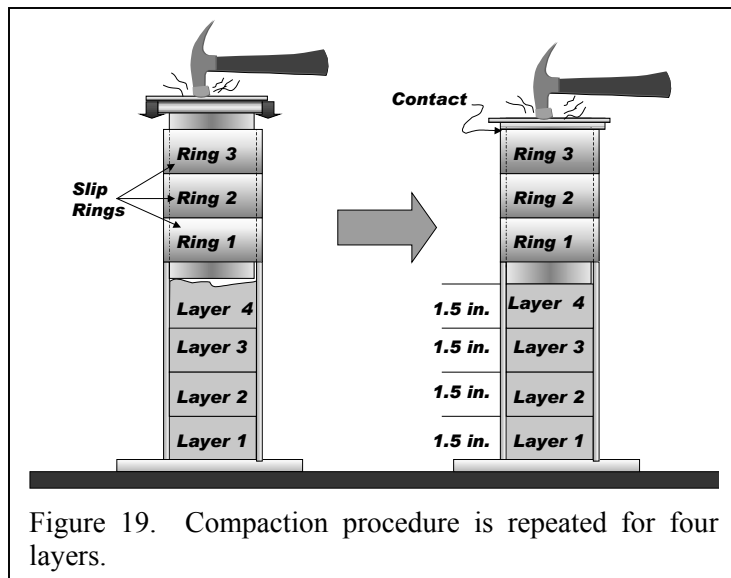 Contact
Ring 3
Ring 2
Ring 1
Slip
Rings
Layer 4
Layer 3
Layer 2
Layer 1
Ring 3
Ring 2
Ring 1
1.5 in.
Layer 4
1.5 in.
Layer 3
1.5 in.
Layer 2
1.5 in.
Layer 1
Figure 19. Compaction procedure is repeated for four
layers.